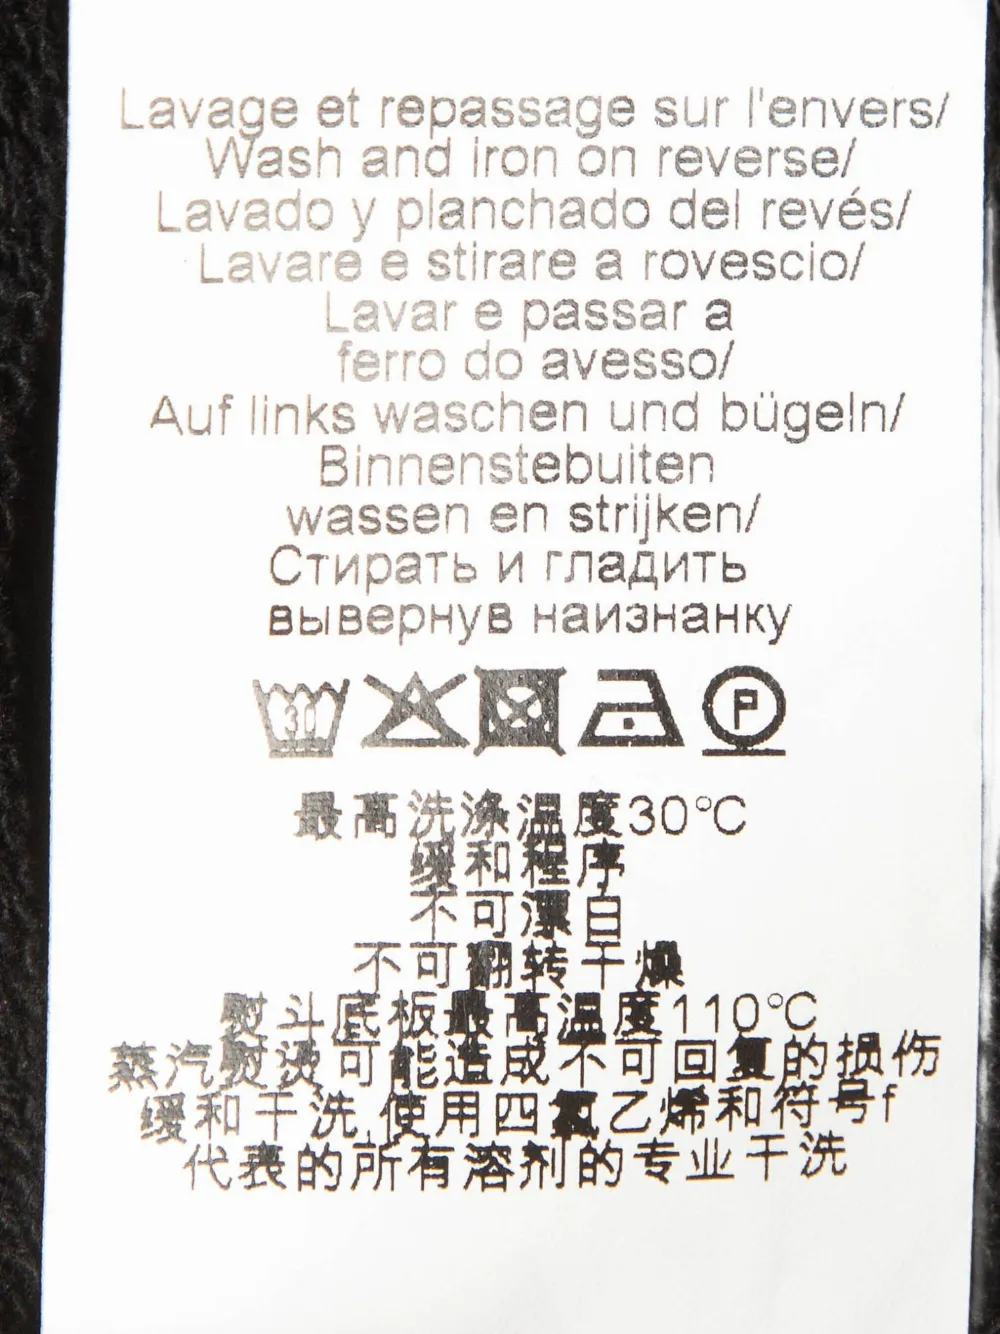 Lavage et repassage sur l'envers/
Wash and iron on reverse/
Lavado y planchado del revés/
Lavare e stirare a rovescio/
Lavar e passar a
ferro do avesso/
Auf links waschen und bügeln/
Binnenstebuiten
wassen en strijken/
Стирать и гладить
вывернув наизнанку
30
P
最高洗涤温度30°C
缓和程序
不可漂白
不可翻转干燥
熨斗底板最高温度110°C
蒸汽熨烫可能造成不可回复的损伤
缓和干洗 使用四氯乙烯和符号f
代表的所有溶剂的专业干洗